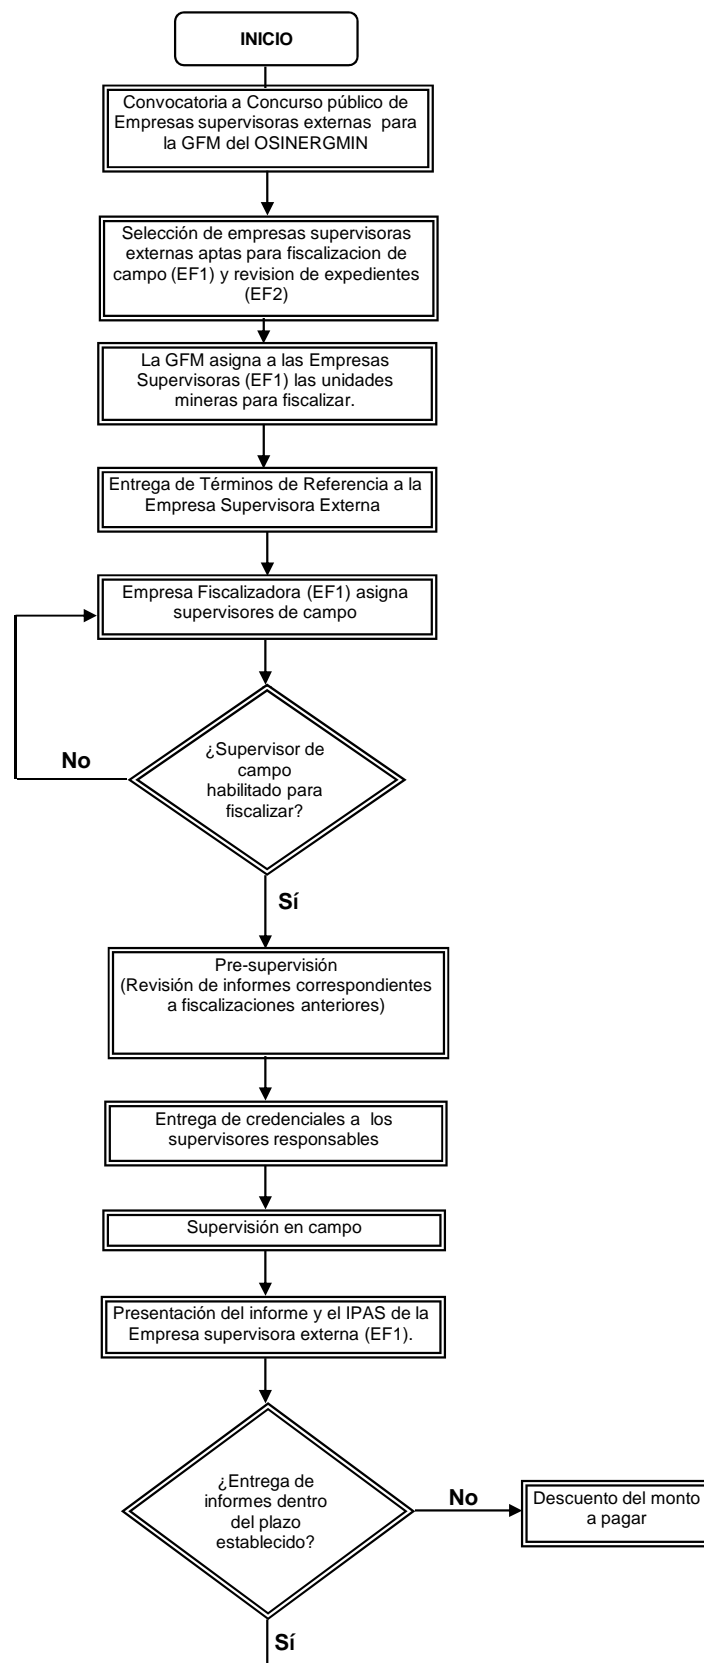 INICIO
Convocatoria a Concurso público de
Empresas supervisoras externas para
la GFM del OSINERGMIN
Selección de empresas supervisoras
externas aptas para fiscalizacion de
campo (EF1) y revision de expedientes
(EF2)
La GFM asigna a las Empresas
Supervisoras (EF1) las unidades
mineras para fiscalizar.
Entrega de Términos de Referencia a la
Empresa Supervisora Externa
Empresa Fiscalizadora (EF1) asigna
supervisores de campo
¿Supervisor de
campo
habilitado para
fiscalizar?
No
Sí
Pre-supervisión
(Revisión de informes correspondientes
a fiscalizaciones anteriores)
Entrega de credenciales a los
supervisores responsables
Supervisión en campo
Presentación del informe y el IPAS de la
Empresa supervisora externa (EF1).
¿Entrega de
informes dentro
del plazo
establecido?
No
Descuento del monto
a pagar
Sí